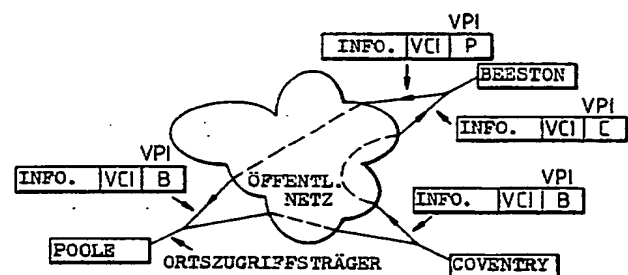 VPI
INFO. VCI P
BEESTON
VPI
INFO. VCI C
VPI
INFO. VCI B
ÖFFENTL.
NETZ
VPI
INFO. VCI B
POOLE
ORTSZUGRIFFSTRÄGER
COVENTRY